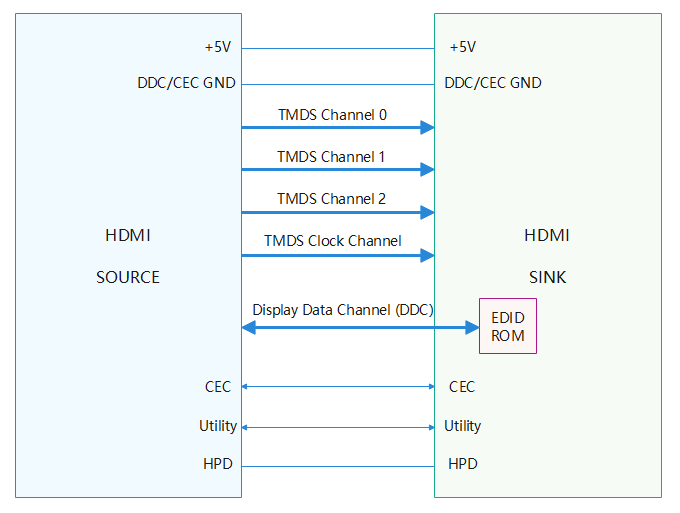 +5V
+5V
DDC/CEC GND
DDC/CEC GND
TMDS Channel 0
TMDS Channel 1
TMDS Channel 2
TMDS Clock Channel
HDMI
SOURCE
HDMI
SINK
Display Data Channel (DDC)
EDID
ROM
CEC
CEC
Utility
Utility
HPD
HPD